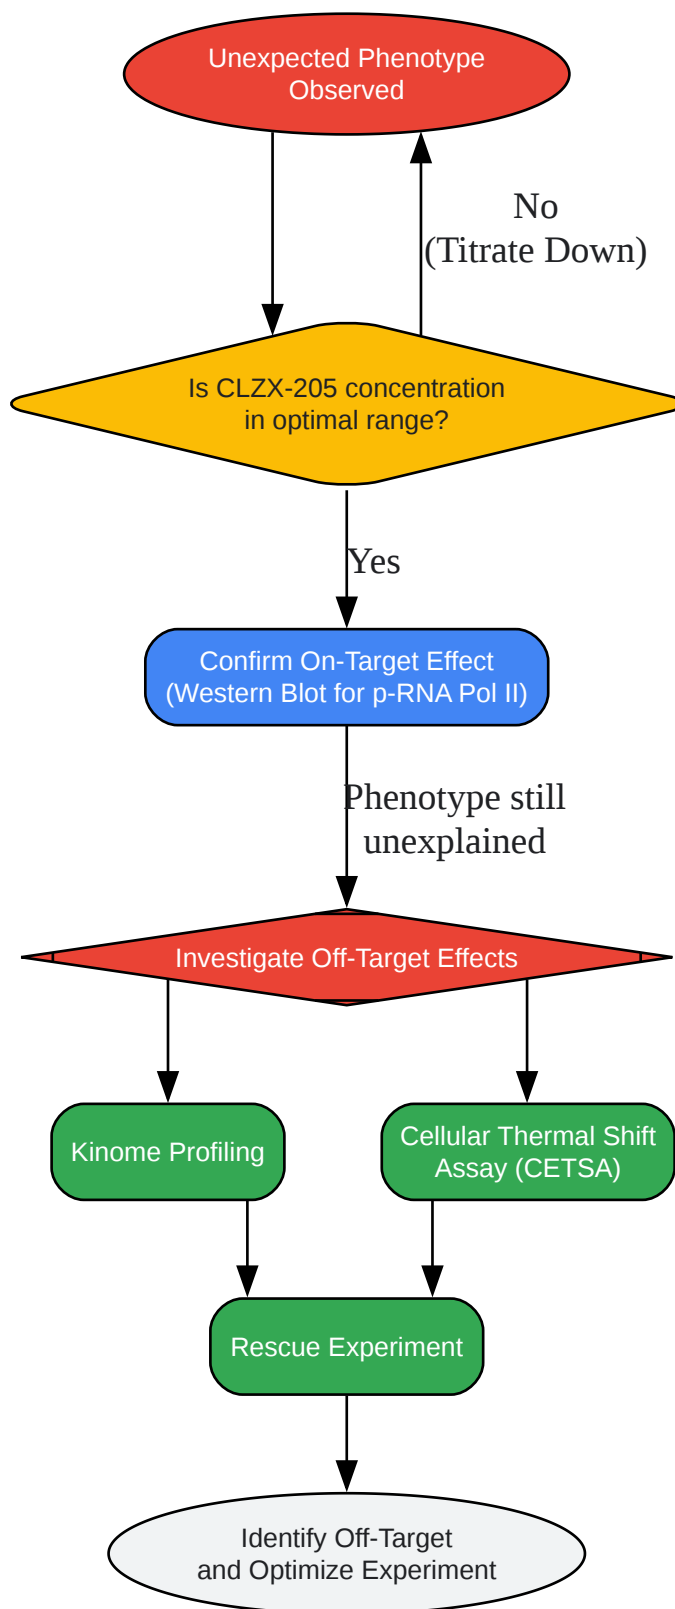 Unexpected Phenotype
Observed
No
(Titrate Down)
Is CLZX-205 concentration
in optimal range?
Yes
Confirm On-Target Effect
(Western Blot for p-RNA Pol II)
Phenotype still
unexplained
Investigate Off-Target Effects
Kinome Profiling
Cellular Thermal Shift
Assay (CETSA)
Rescue Experiment
Identify Off-Target
and Optimize Experiment